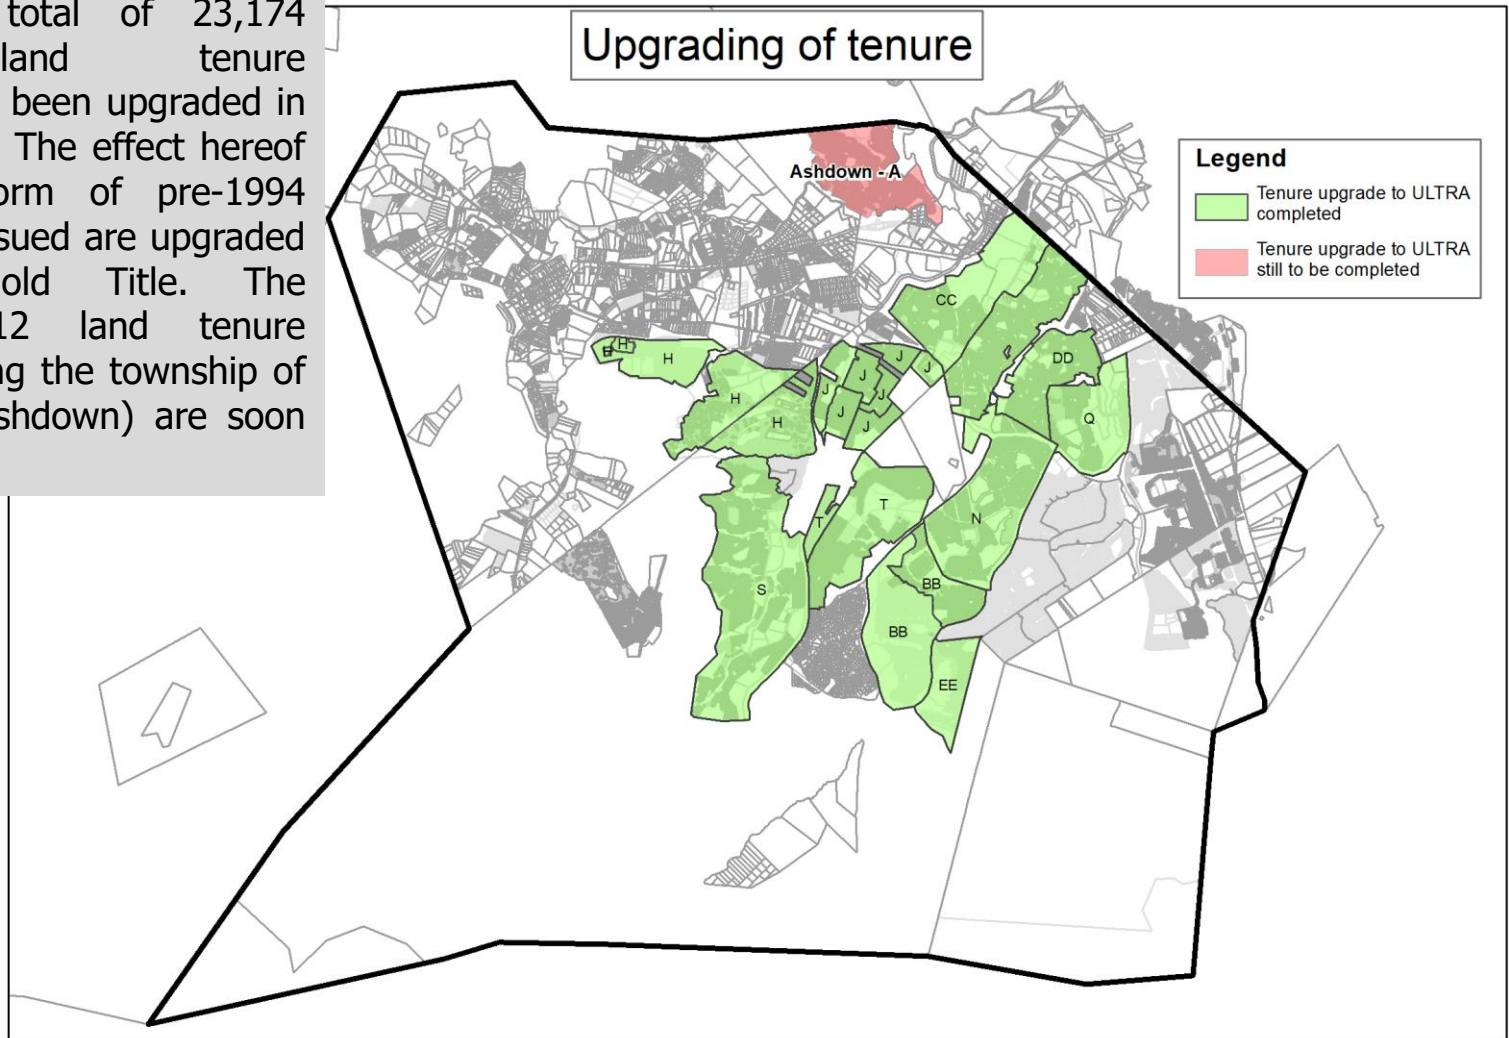 total of 23,174
land tenure
been upgraded in
The effect hereof
orm of pre-1994
sued are upgraded
old Title. The
12 land tenure
ng the township of
shdown) are soon
Upgrading of tenure
Ashdown - A
Legend
Tenure upgrade to ULTRA
completed
Tenure upgrade to ULTRA
still to be completed
CC
DD
Q
H
H
H
H
J
J
J
J
J
J
J
T
T
N
S
BB
BB
EE